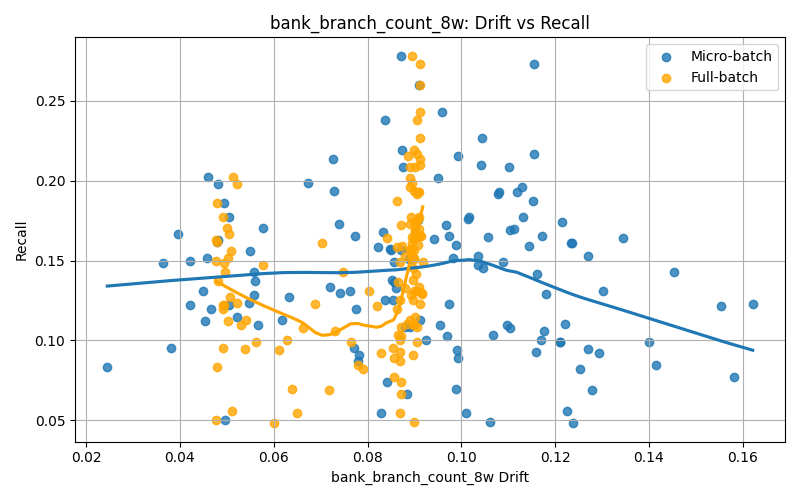 bank_branch_count_8w: Drift vs Recall
Micro-batch
Full-batch
Recall
0.25
0.20
0.15
0.10
0.05
0.02 0.04 0.06 0.08 0.10 0.12 0.14 0.16
bank_branch_count_8w Drift